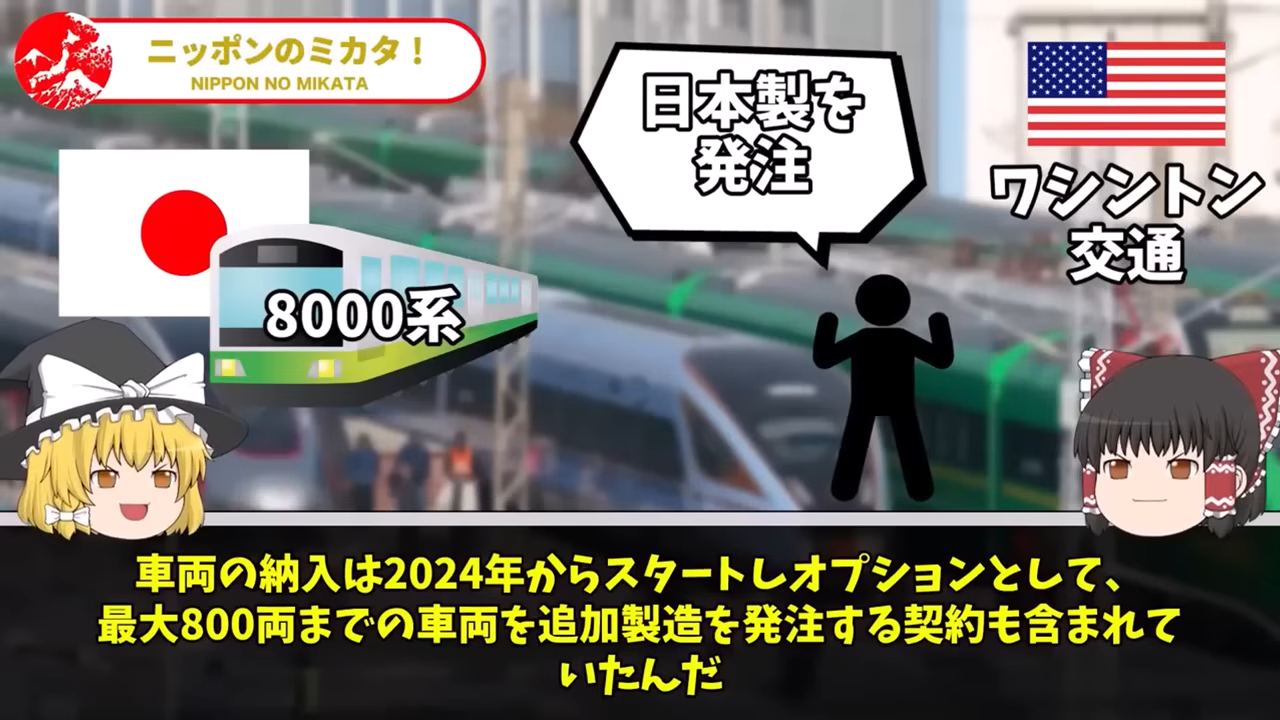 ニッポンのミカタ！
NIPPON NO MIKATA
日本製を
発注
ワシントン
交通
8000系
車両の納入は2024年からスタートしオプションとして、
最大800両までの車両を追加製造を発注する契約も含まれて
いたんだ